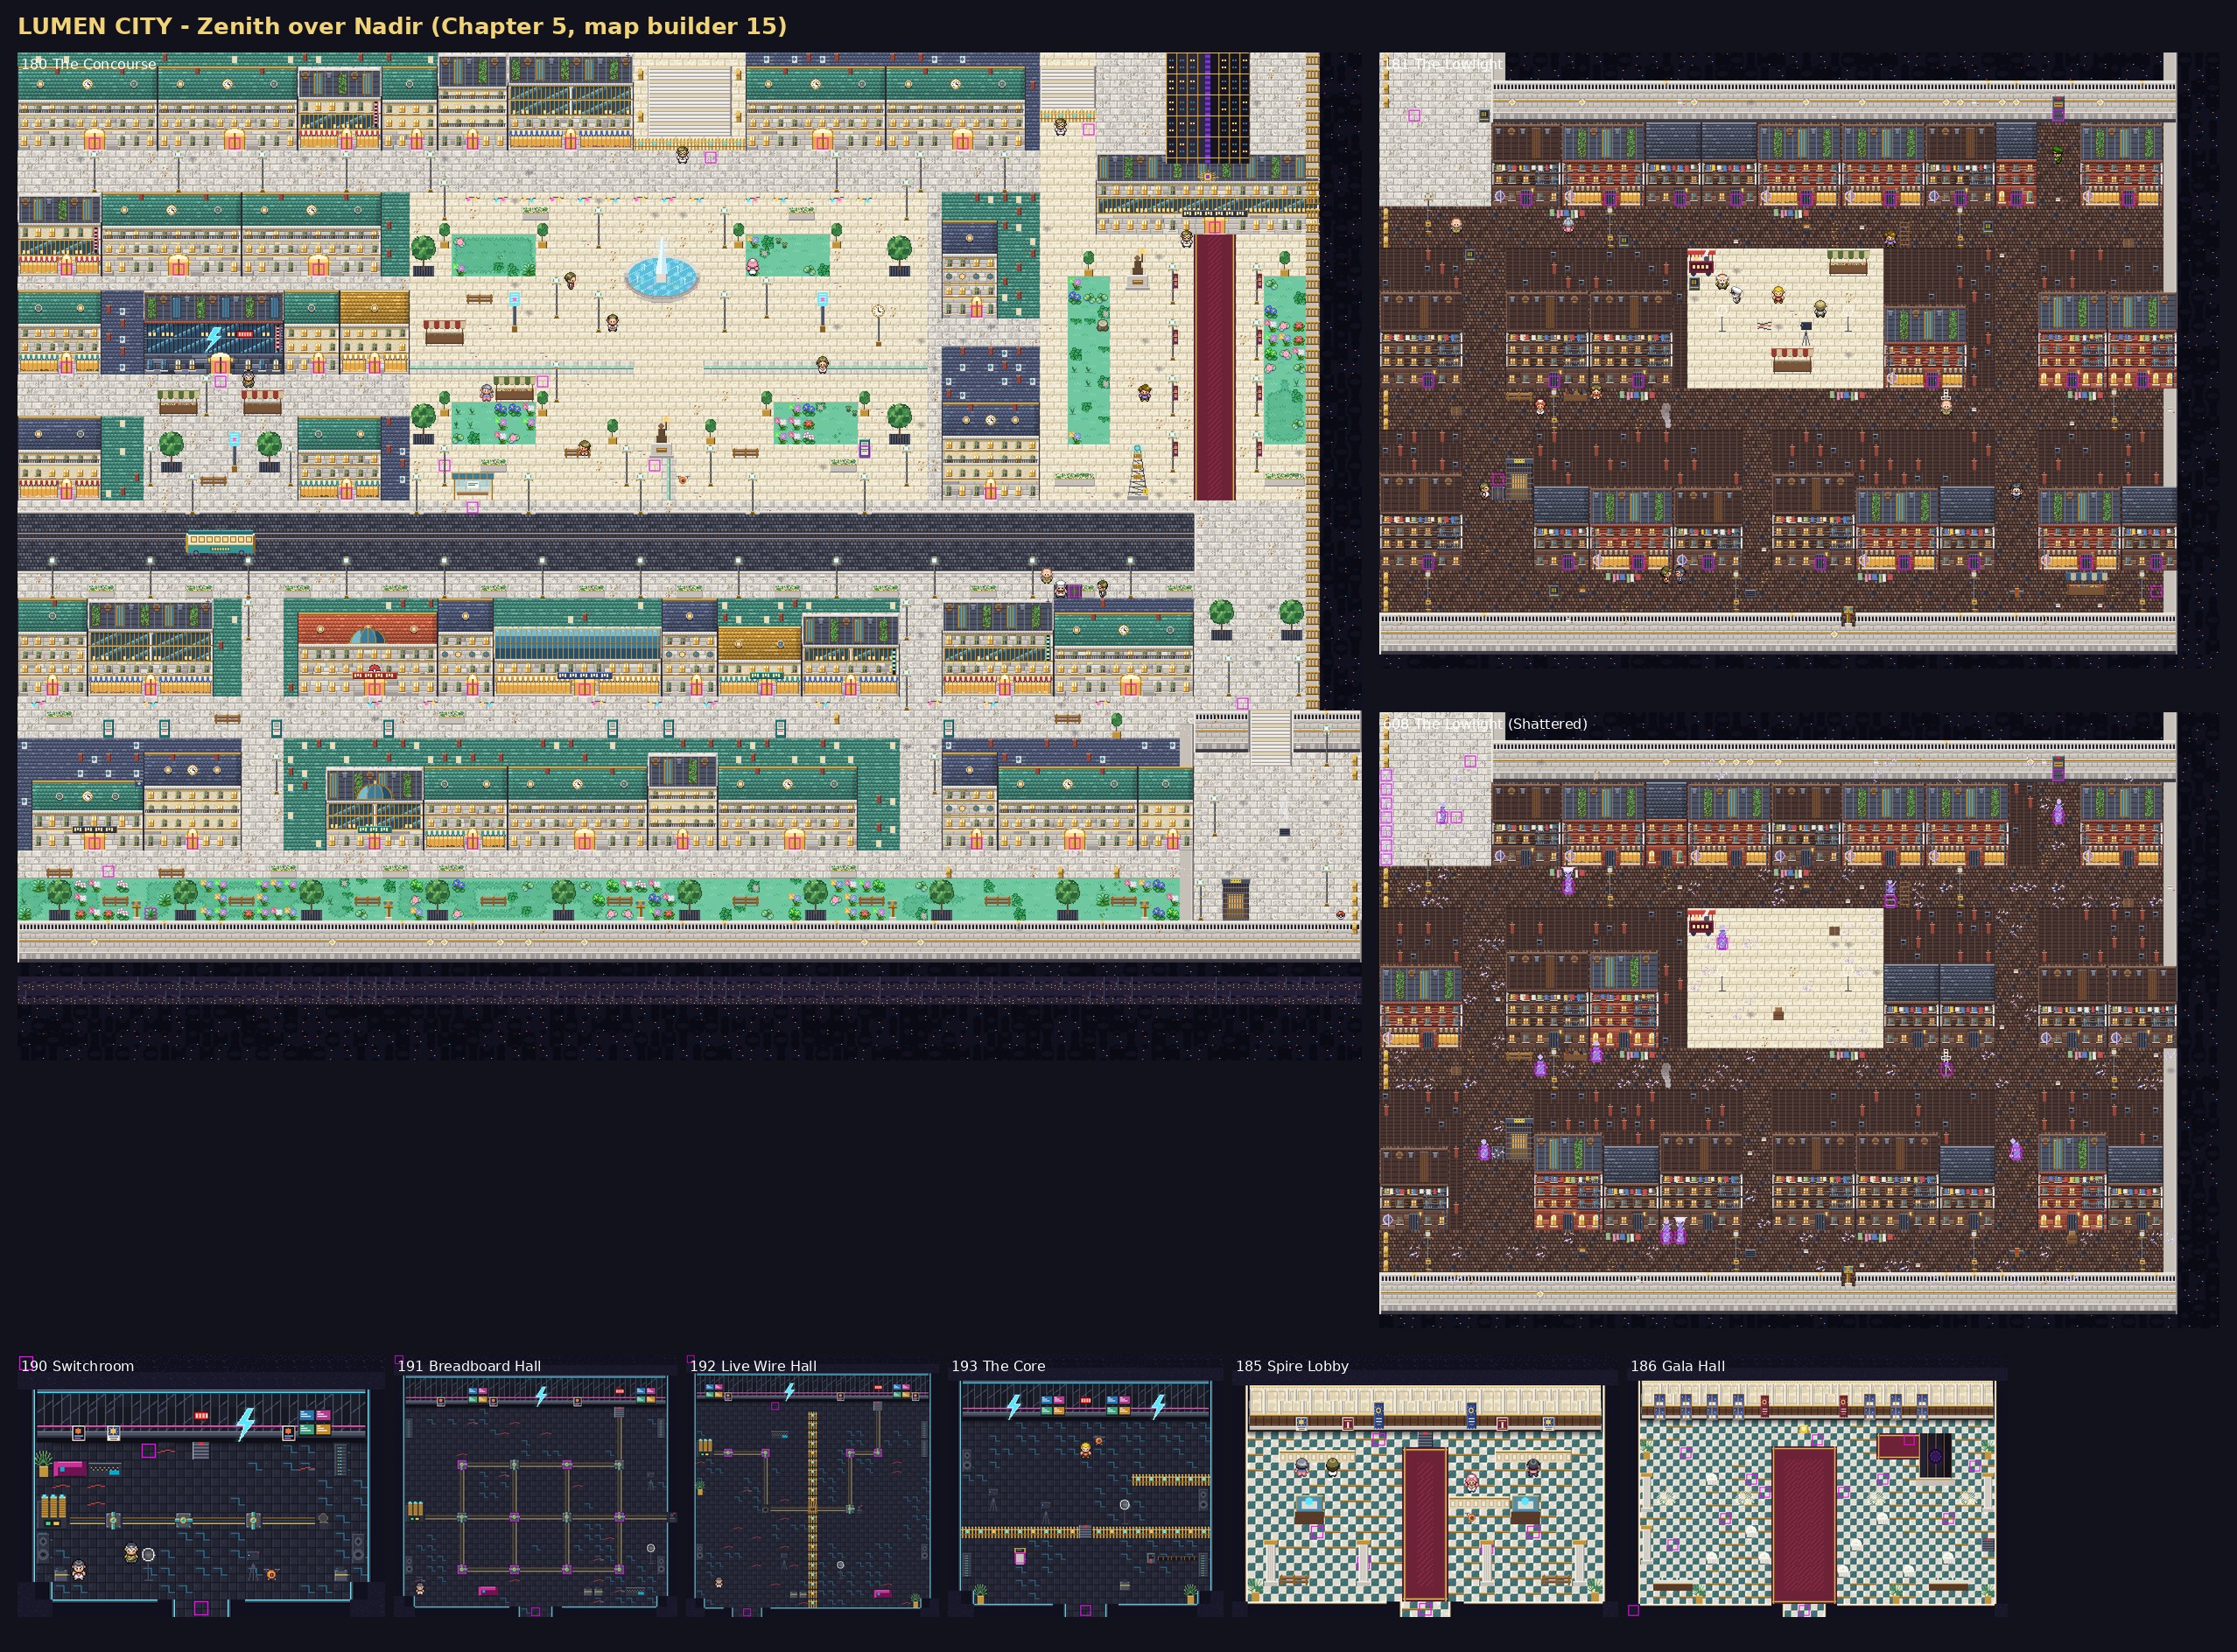 LUMEN CITY - Zenith over Nadir (Chapter 5, map builder 15)
180 The Concourse
181 The Lowlight
608 The Lowlight (Shattered)
190 Switchroom
191 Breadboard Hall
192 Live Wire Hall
193 The Core
185 Spire Lobby
186 Gala Hall